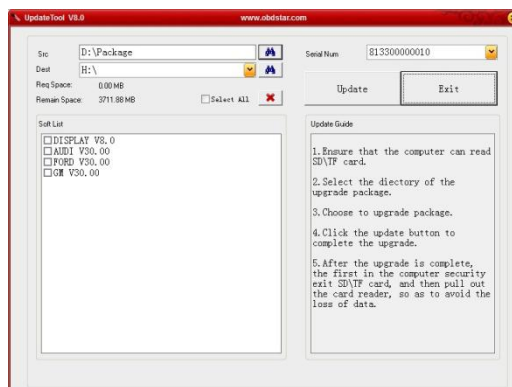 UpdateTool V8.0
www.obdstar.com
Src
D:\Package
Dest
H:\
Req Space: 0.00 MB
Remain Space: 3711.88 MB
Select All
Serial Num
813300000010
Update
Exit
Soft List
DISPLAY V8.0
AUDI V30.00
FORD V30.00
GM V30.00
Update Guide
1.Ensure that the computer can read
SD\TF card.
2.Select the diectory of the
upgrade package.
3.Choose to upgrade package.
4.Click the update button to
complete the upgrade.
5.After the upgrade is complete,
the first in the computer security
exit SD\TF card, and then pull out
the card reader, so as to avoid the
loss of data.